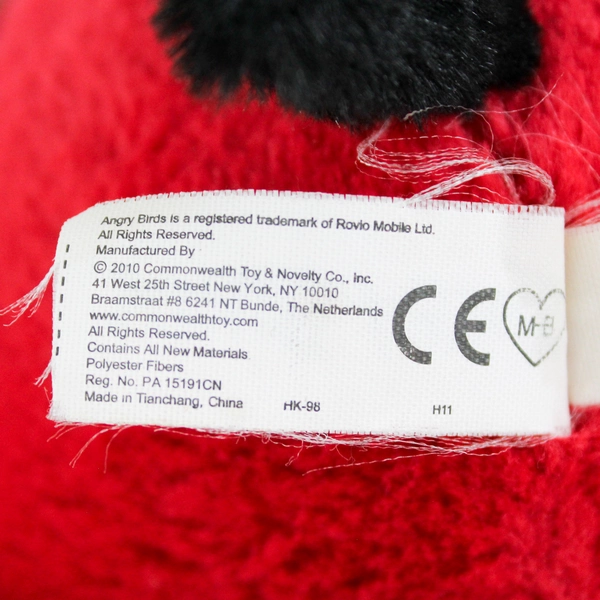 Angry Birds is a registered trademark of Rovio Mobile Ltd.
All Rights Reserved.
Manufactured By
© 2010 Commonwealth Toy & Novelty Co., Inc.
41 West 25th Street New York, NY 10010
Braamstraat #8 6241 NT Bunde, The Netherlands
www.commonwealthtoy.com
All Rights Reserved.
Contains All New Materials
Polyester Fibers
Reg. No. PA 15191CN
Made in Tianchang, China HK-98 H11
CE
M-B